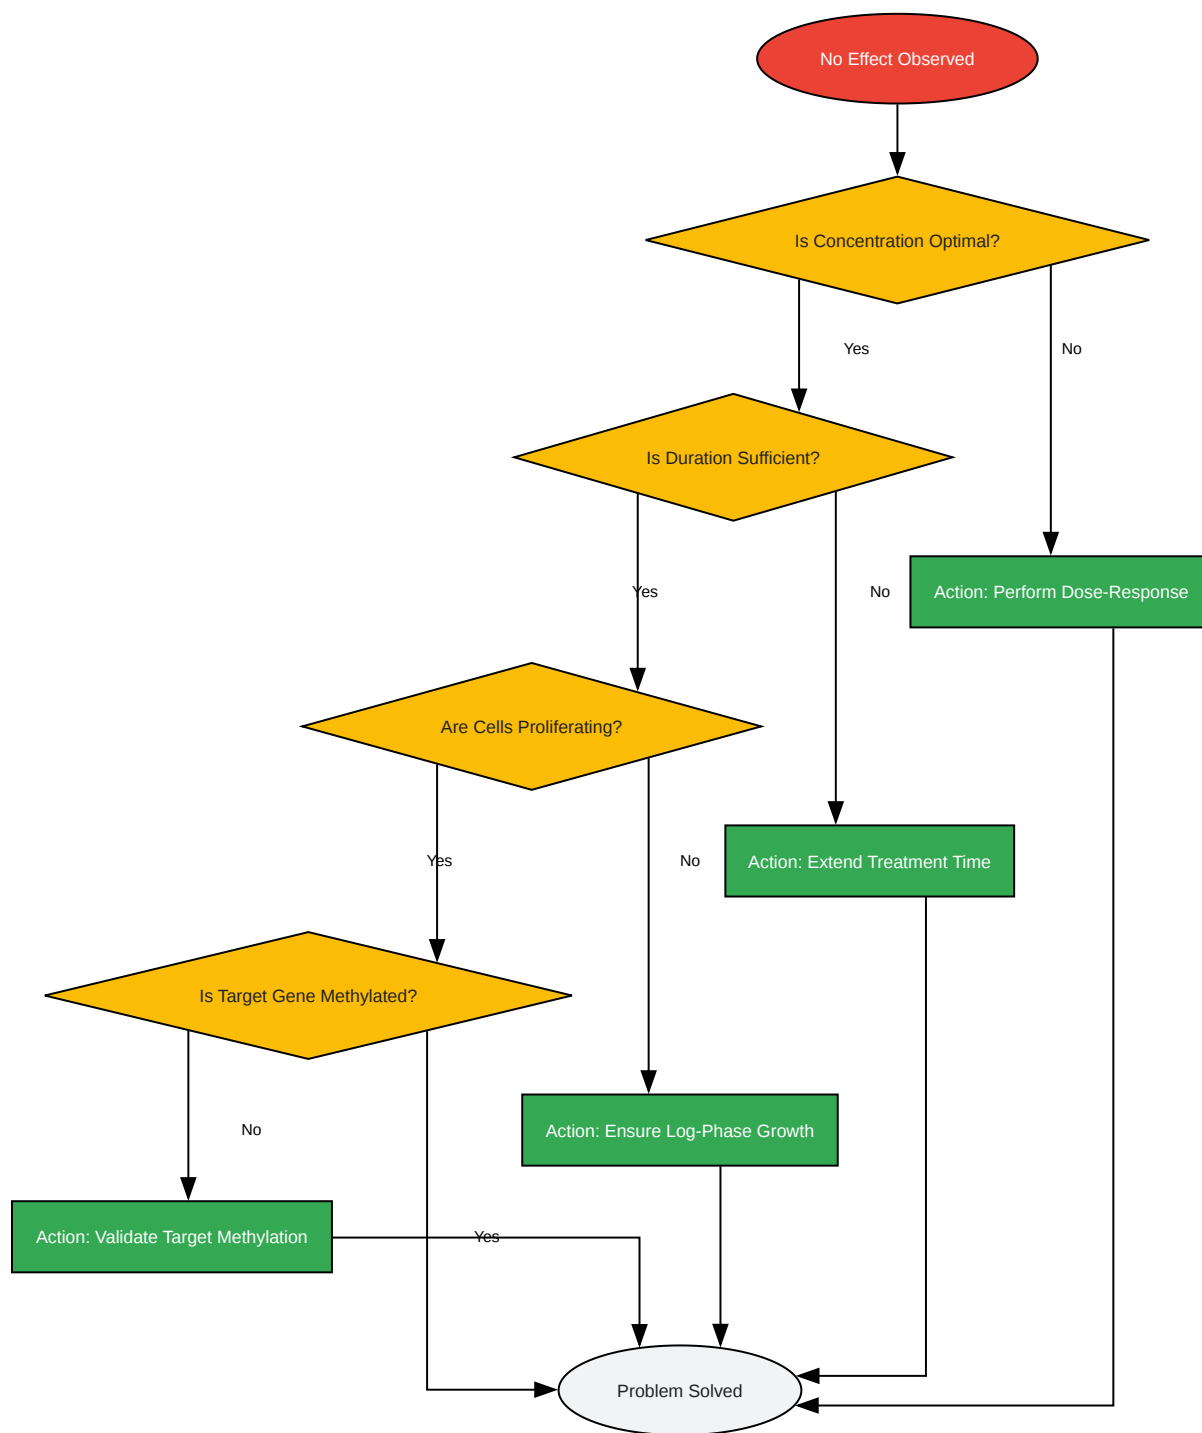 No Effect Observed
Is Concentration Optimal?
Yes
No
Is Duration Sufficient?
Yes
No
Action: Perform Dose-Response
Are Cells Proliferating?
Yes
No
Action: Extend Treatment Time
Is Target Gene Methylated?
No
Action: Ensure Log-Phase Growth
Action: Validate Target Methylation
Yes
Problem Solved